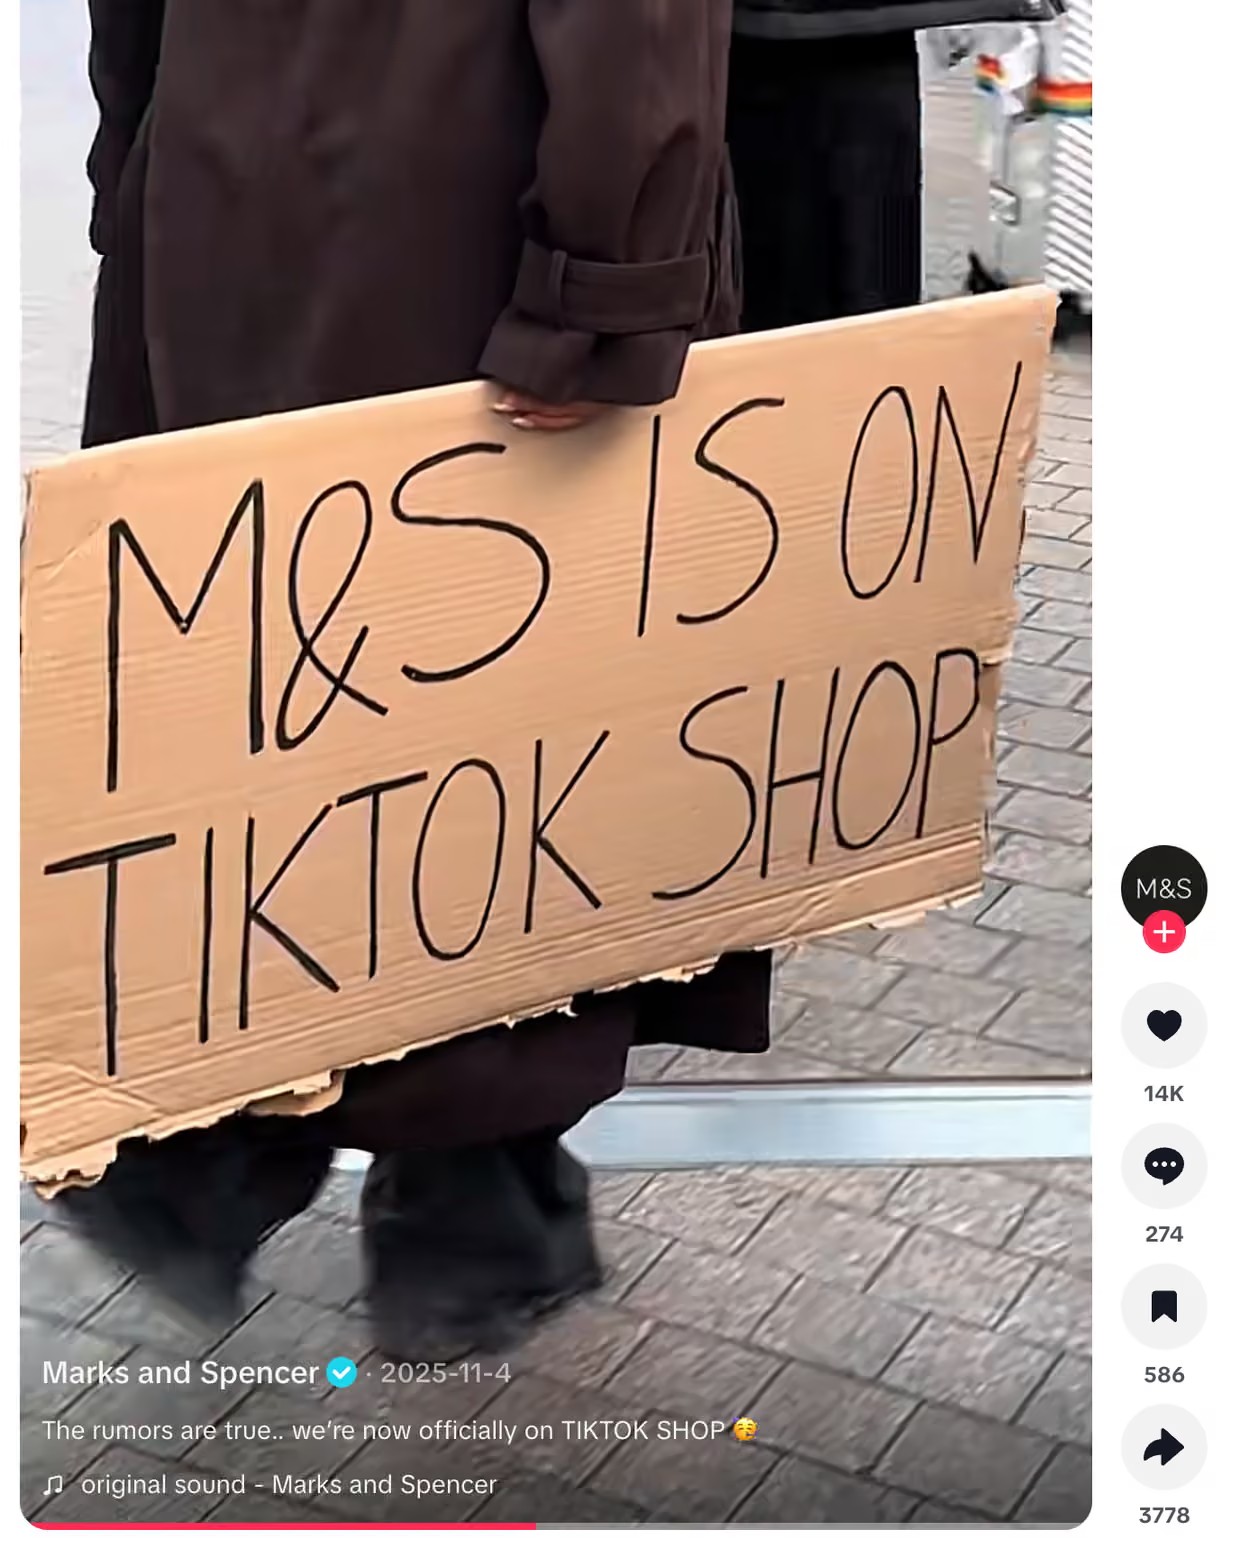 M&S IS ON
TIKTOK SHOP
Marks and Spencer · 2025-11-4
The rumors are true.. we're now officially on TIKTOK SHOP 🥳
original sound - Marks and Spencer
M&S
14K
274
586
3778